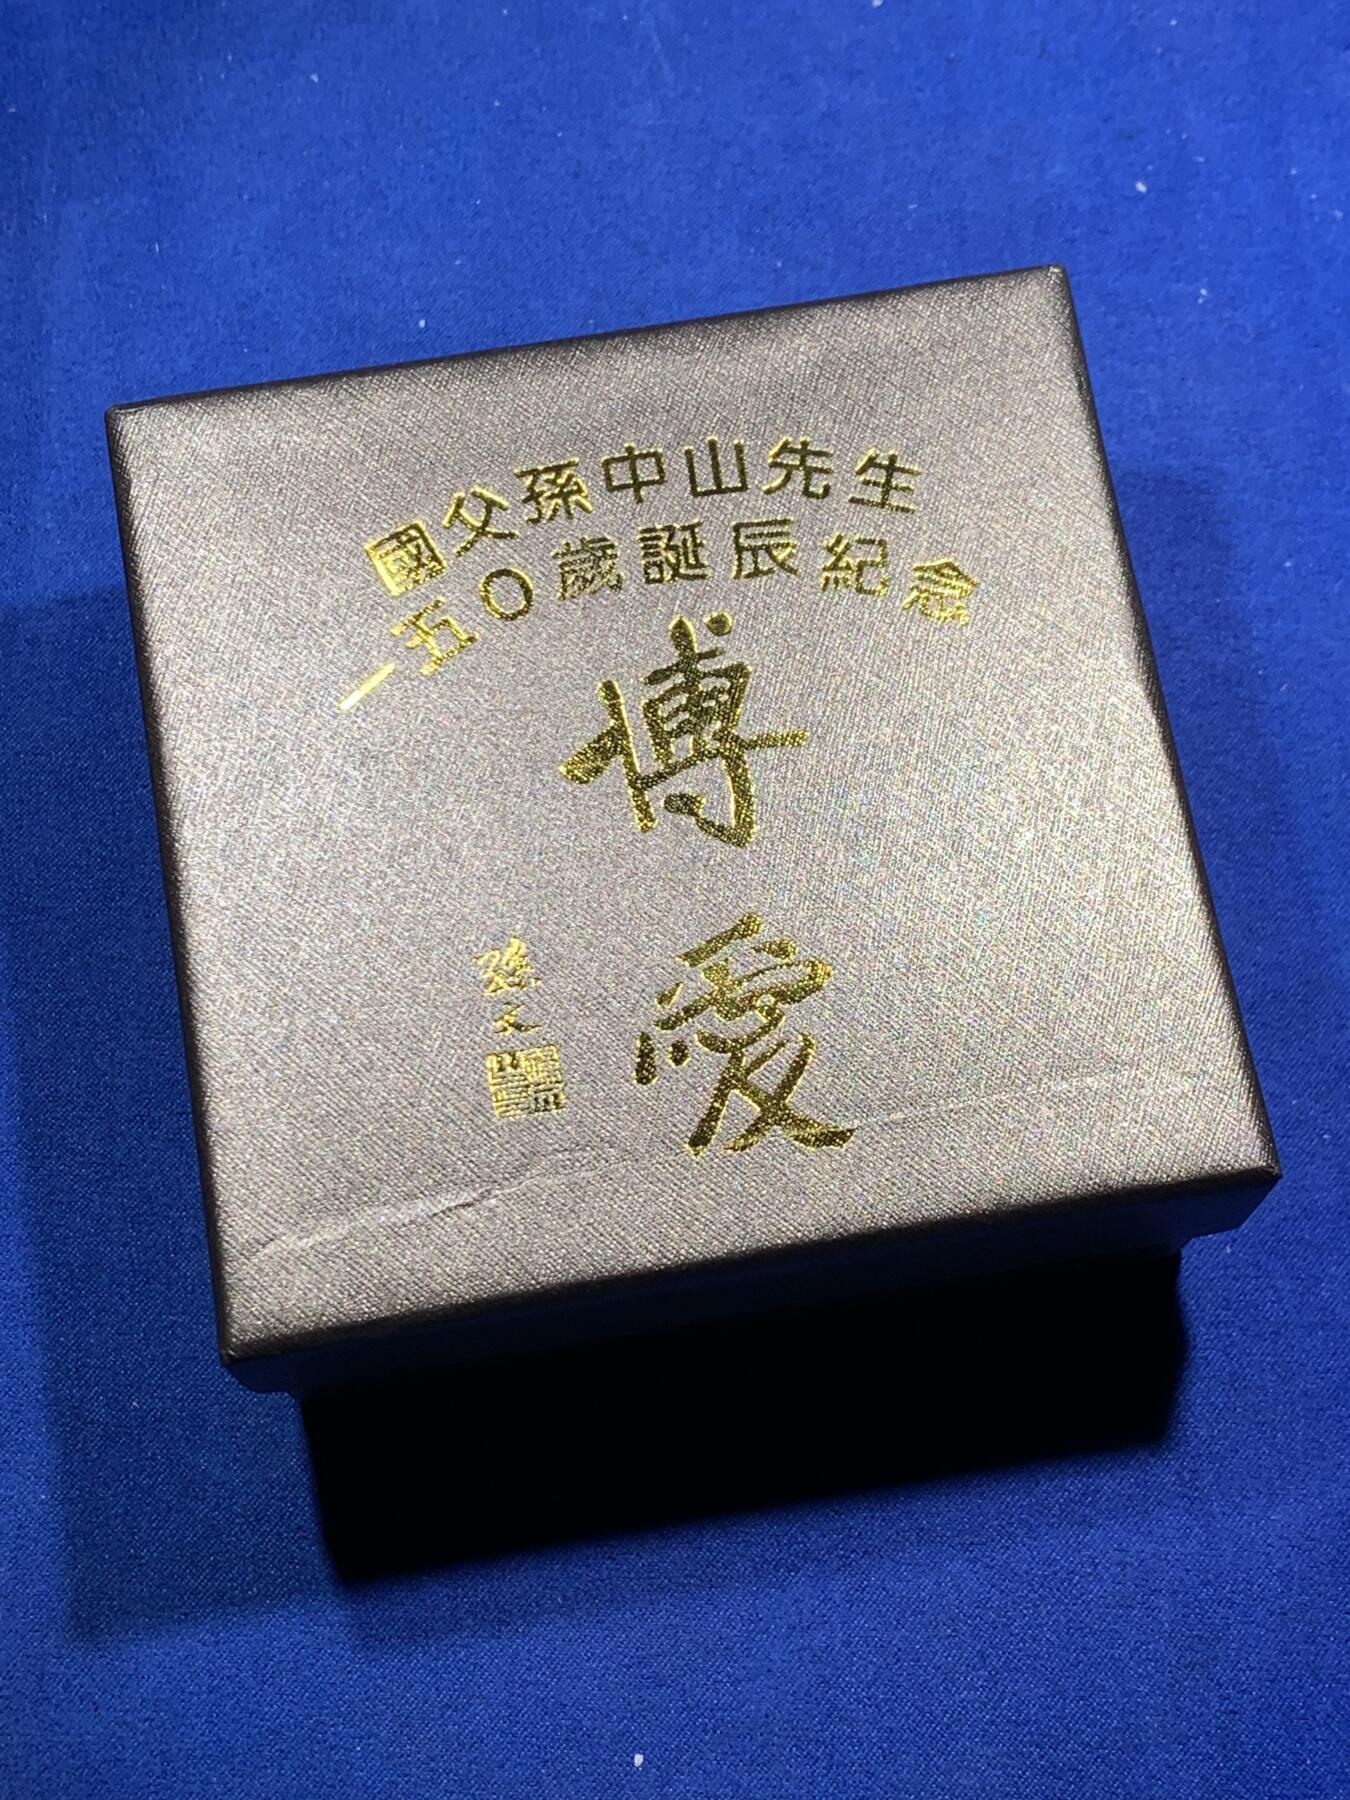 國父孫中山先生
一五〇歲誕辰紀念
博愛
孫文